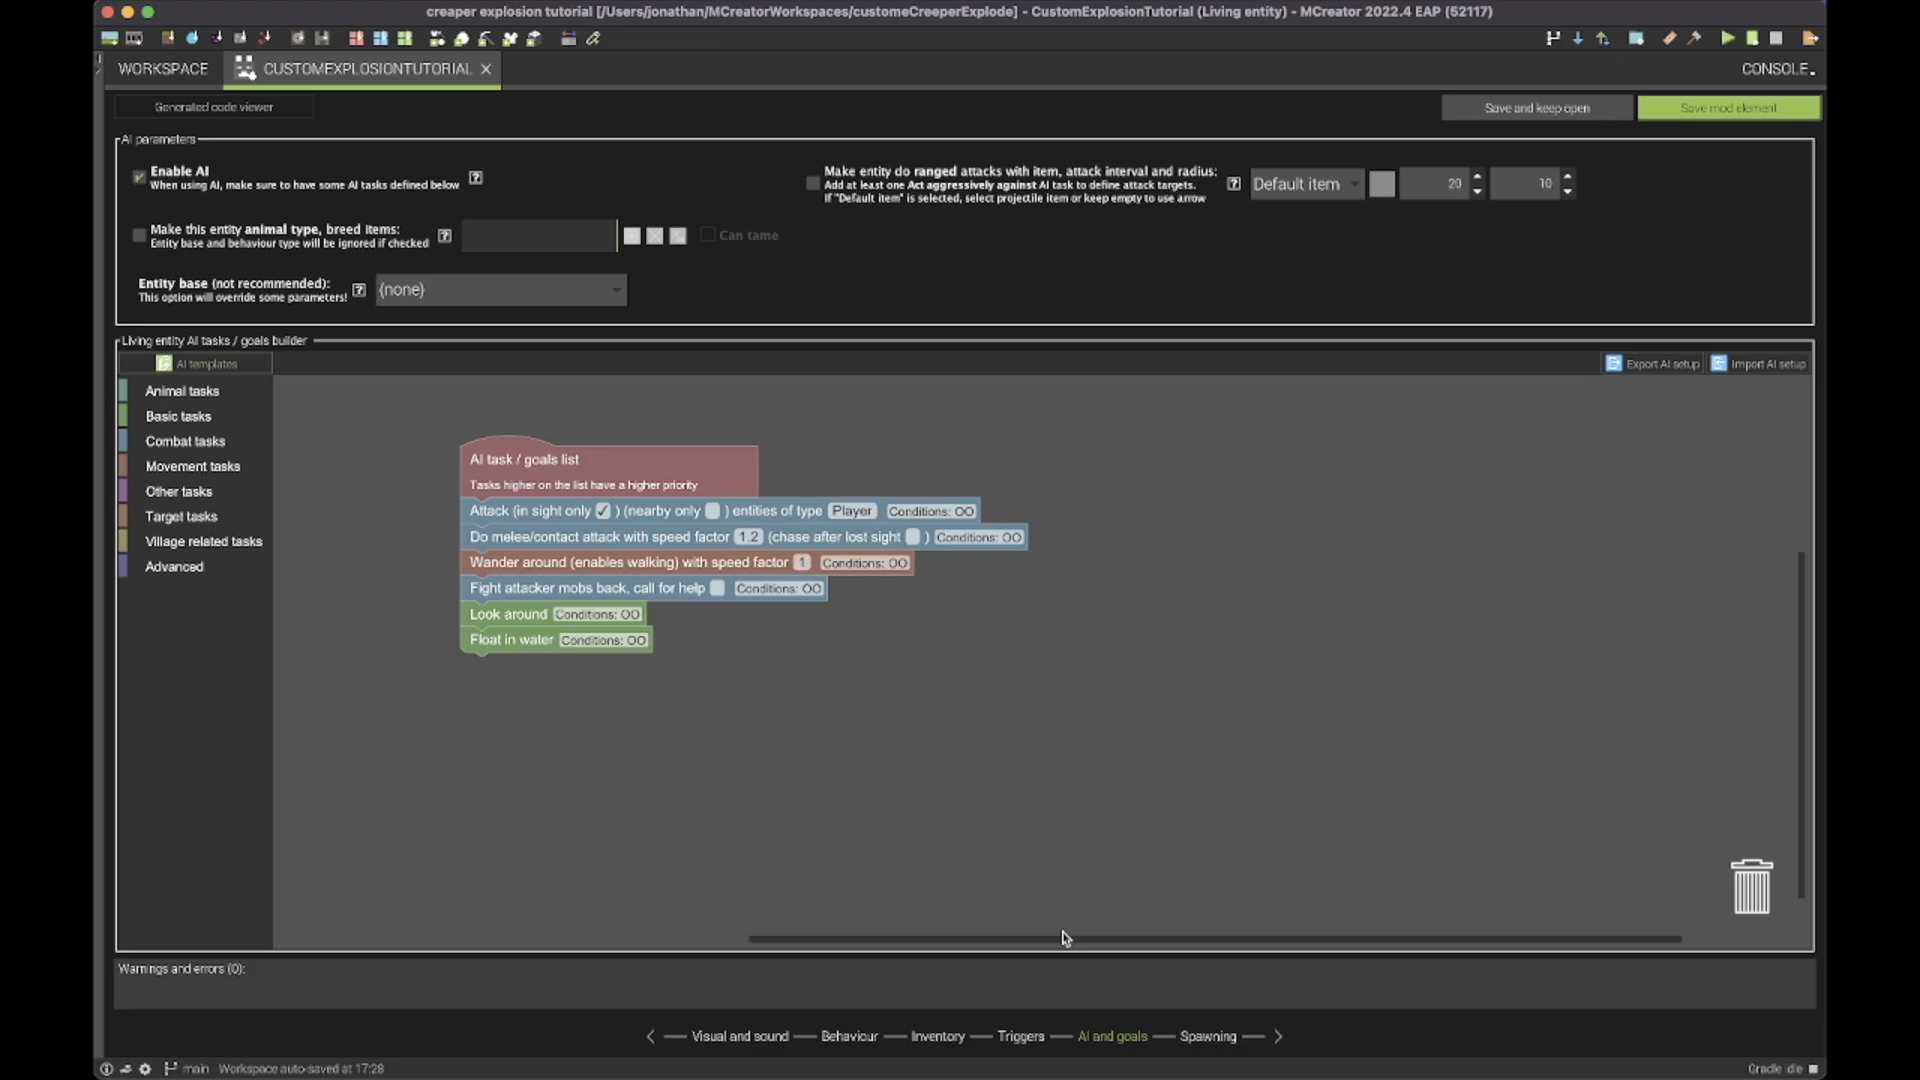 creaper explosion tutorial [/Users/jonathan/MCreatorWorkspaces/customeCreeperExplode] - CustomExplosionTutorial (Living entity) - MCreator 2022.4 EAP (52117)
WORKSPACE
CUSTOMEXPLOSIONTUTORIAL
CONSOLE
Generated code viewer
Save and keep open
Save mod element
AI parameters
Enable AI
When using AI, make sure to have some AI tasks defined below
Make entity do ranged attacks with item, attack interval and radius:
Add at least one Act aggressively against AI task to define attack targets.
If "Default item" is selected, select projectile item or keep empty to use arrow
Default item
20
10
Make this entity animal type, breed items:
Entity base and behaviour type will be ignored if checked
Can tame
Entity base (not recommended):
This option will override some parameters!
(none)
Living entity AI tasks / goals builder
AI templates
Export AI setup
Import AI setup
Animal tasks
Basic tasks
Combat tasks
Movement tasks
Other tasks
Target tasks
Village related tasks
Advanced
AI task / goals list
Tasks higher on the list have a higher priority
Attack (in sight only ✓ ) (nearby only ) entities of type Player Conditions: OO
Do melee/contact attack with speed factor 1.2 (chase after lost sight ) Conditions: OO
Wander around (enables walking) with speed factor 1 Conditions: OO
Fight attacker mobs back, call for help Conditions: OO
Look around Conditions: OO
Float in water Conditions: OO
Warnings and errors (0):
Visual and sound
Behaviour
Inventory
Triggers
AI and goals
Spawning
main
Workspace auto-saved at 17:28
Gradle idle